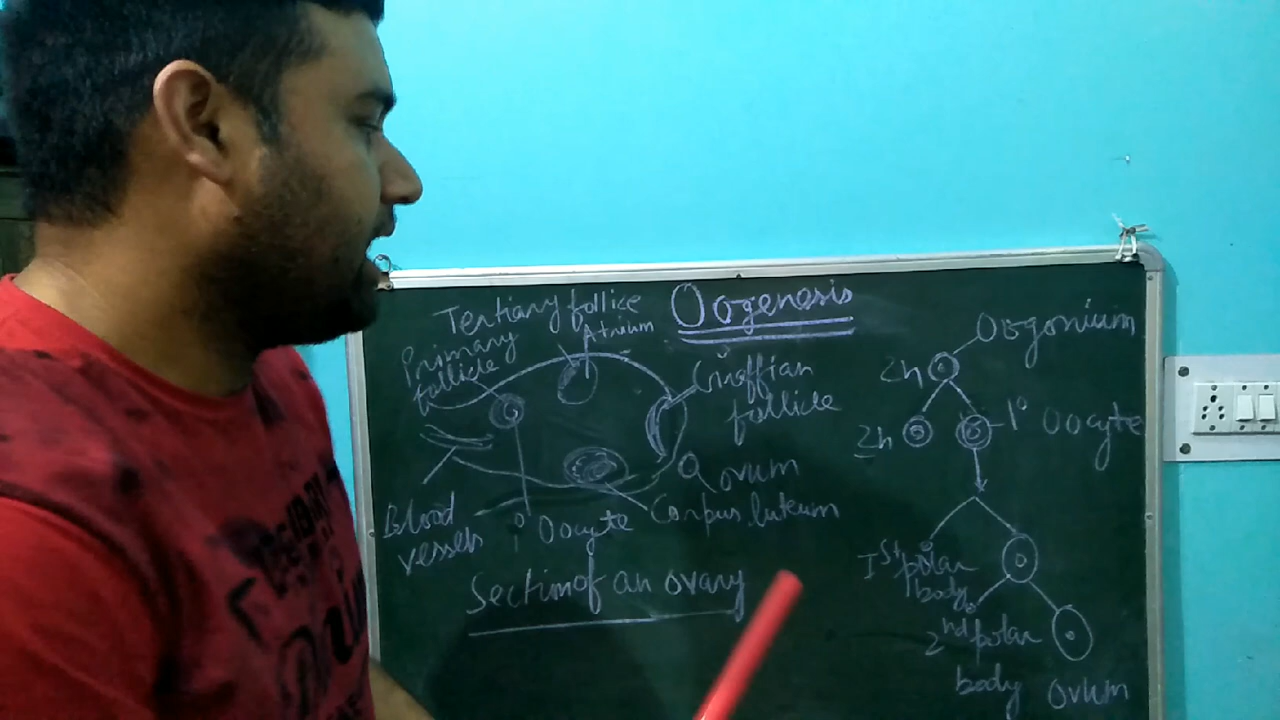 Oogenesis
Tertiary follice
Atrium
Primary
follicle
Graffian
follicle
ovum
Corpus luteum
Blood
vessels
1° Oocyte
Section of an ovary
Oogonium
2n
2n
1° Oocyte
Ist polar
body
2nd polar
body
Ovum